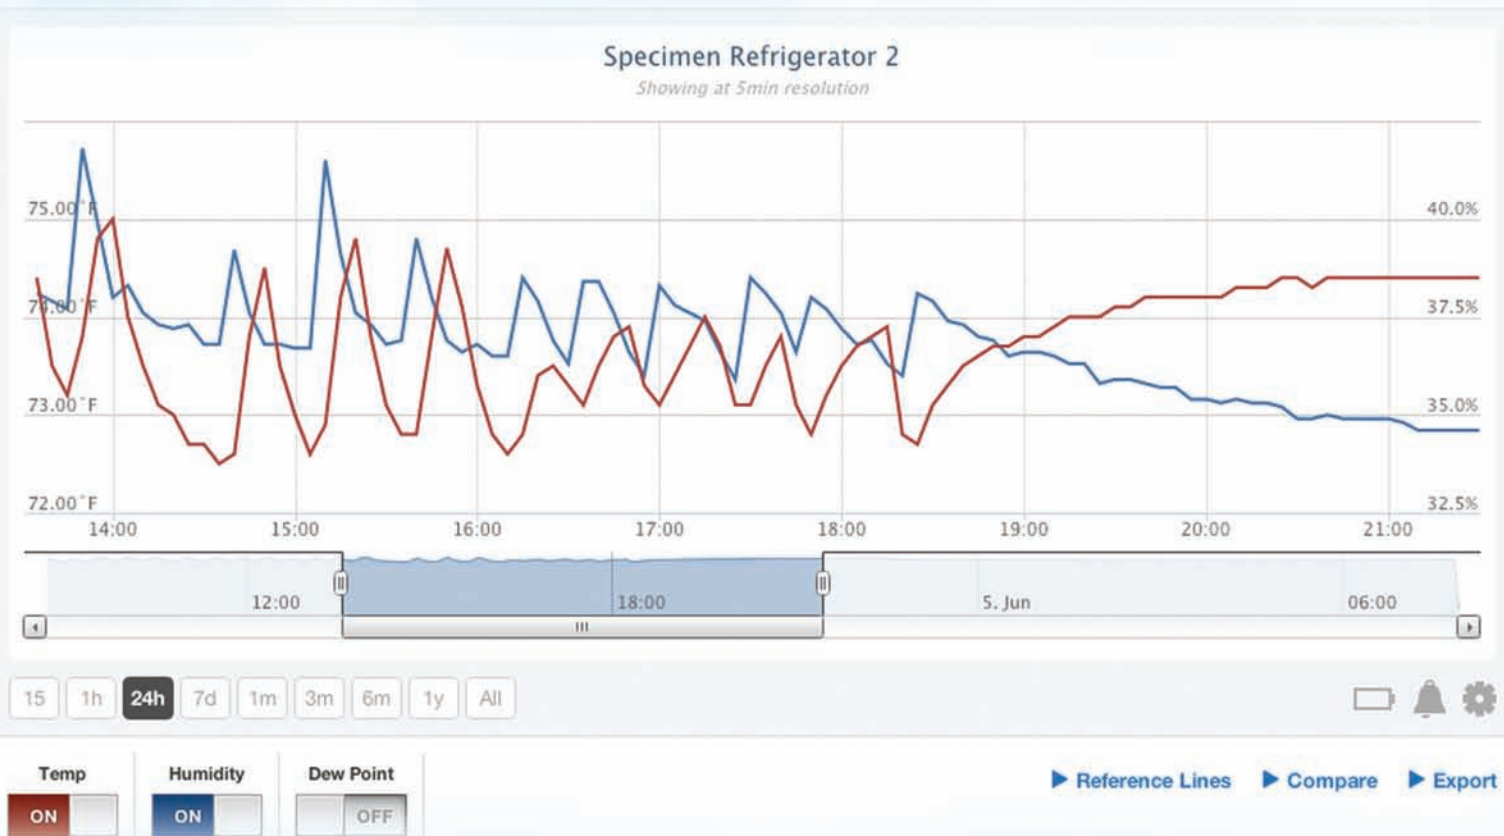 Specimen Refrigerator 2
Showing at 5min resolution
75.00°F 40.0%
74.00°F 37.5%
73.00°F 35.0%
72.00°F 32.5%
14:00 15:00 16:00 17:00 18:00 19:00 20:00 21:00
12:00 18:00 5. Jun 06:00
15 1h 24h 7d 1m 3m 6m 1y All
Temp Humidity Dew Point
Reference Lines Compare Export
ON ON OFF